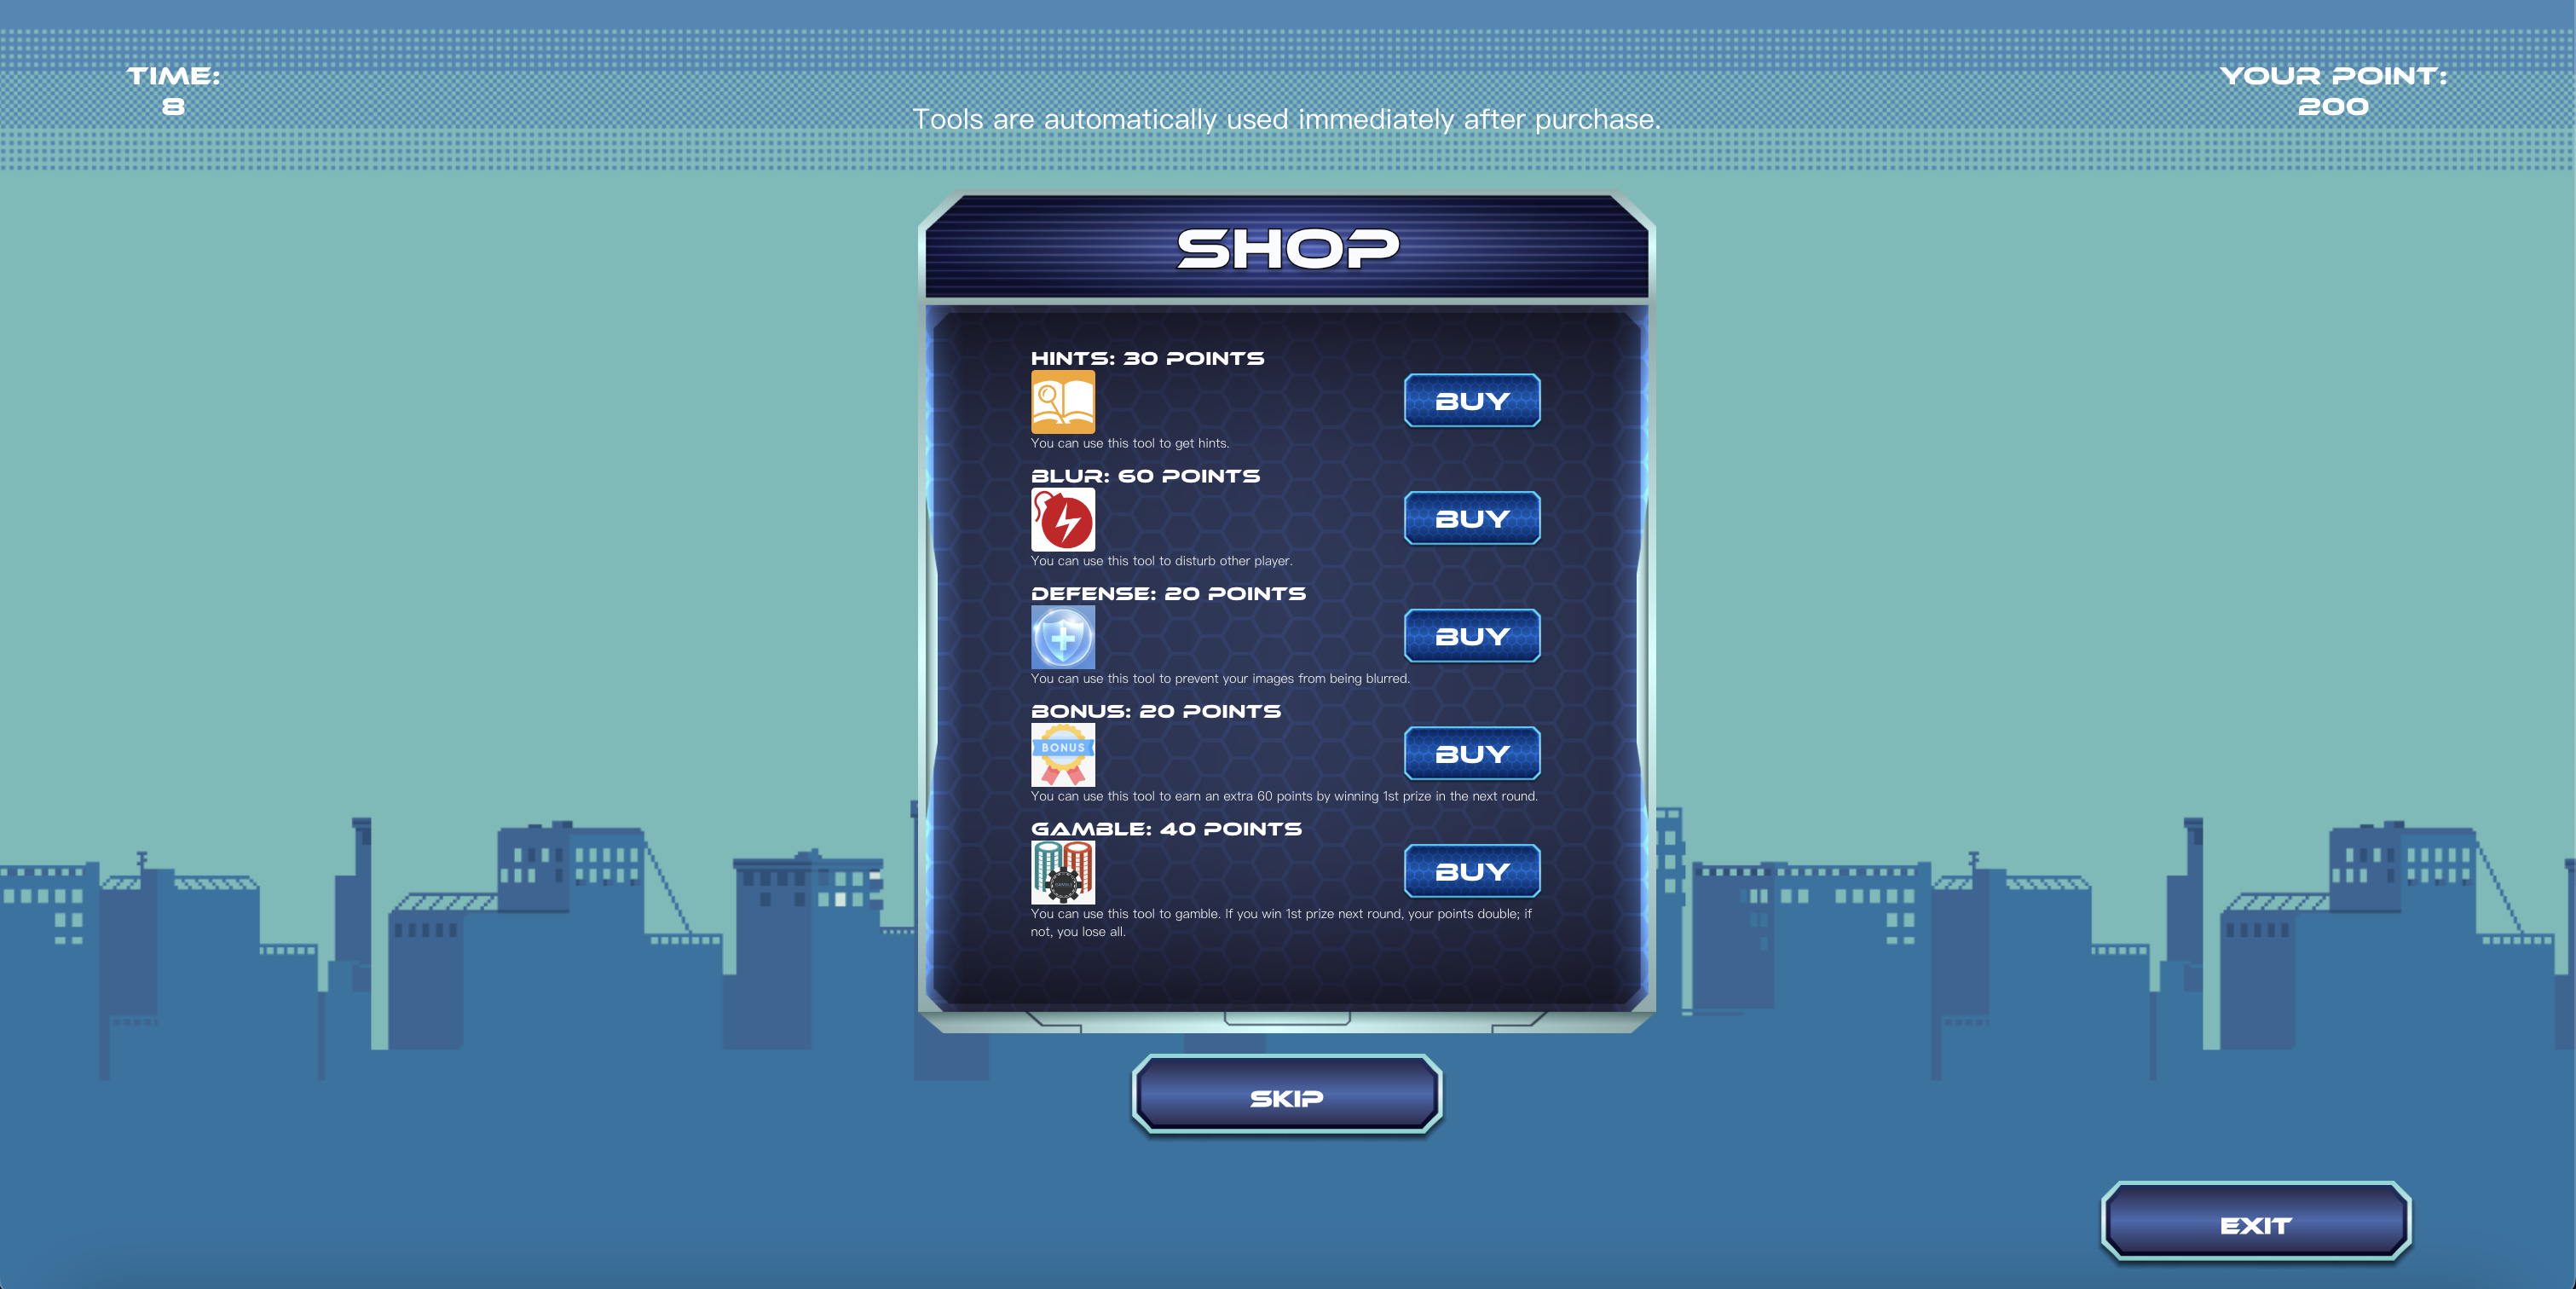 TIME:
8
YOUR POINT:
200
Tools are automatically used immediately after purchase.
SHOP
HINTS: 30 POINTS
BUY
You can use this tool to get hints.
BLUR: 60 POINTS
BUY
You can use this tool to disturb other player.
DEFENSE: 20 POINTS
BUY
You can use this tool to prevent your images from being blurred.
BONUS: 20 POINTS
BONUS
BUY
You can use this tool to earn an extra 60 points by winning 1st prize in the next round.
GAMBLE: 40 POINTS
BUY
You can use this tool to gamble. If you win 1st prize next round, your points double; if
not, you lose all.
SKIP
EXIT